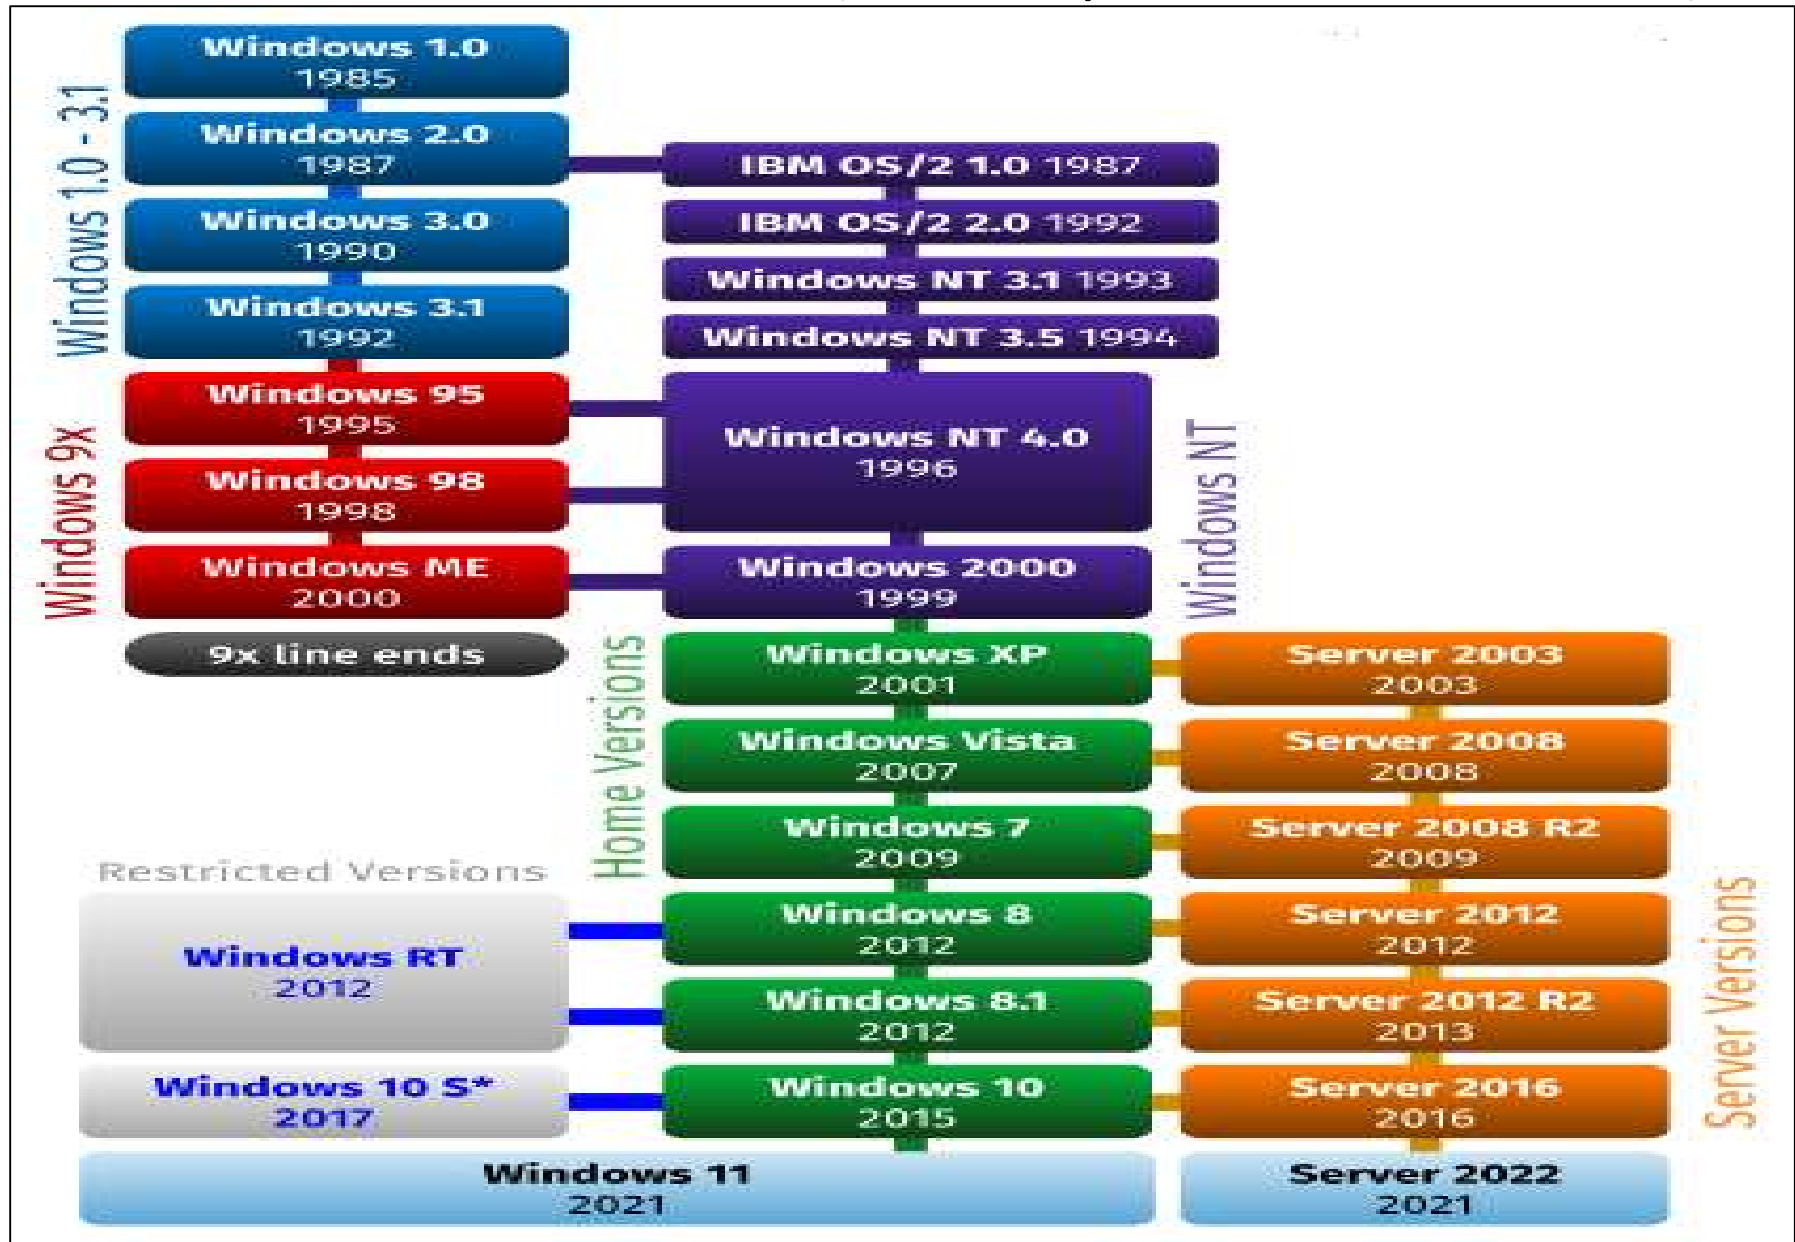 Windows 1.0 - 3.1
Windows 1.0
1985
Windows 2.0
1987
Windows 3.0
1990
Windows 3.1
1992
IBM OS/2 1.0 1987
IBM OS/2 2.0 1992
Windows NT 3.1 1993
Windows NT 3.5 1994
Windows 9x
Windows 95
1995
Windows 98
1998
Windows ME
2000
9x line ends
Windows NT 4.0
1996
Windows 2000
1999
Windows NT
Home Versions
Windows XP
2001
Windows Vista
2007
Windows 7
2009
Windows 8
2012
Windows 8.1
2012
Windows 10
2015
Server 2003
2003
Server 2008
2008
Server 2008 R2
2009
Server 2012
2012
Server 2012 R2
2013
Server 2016
2016
Server Versions
Restricted Versions
Windows RT
2012
Windows 10 S*
2017
Windows 11
2021
Server 2022
2021